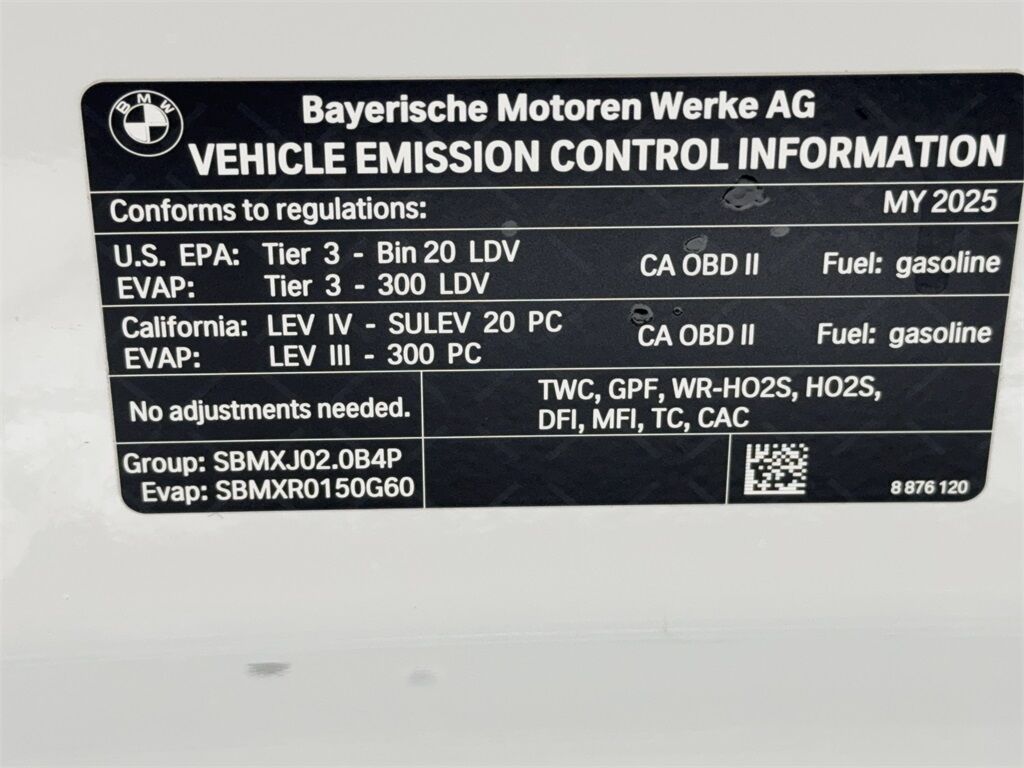 BMW
Bayerische Motoren Werke AG
VEHICLE EMISSION CONTROL INFORMATION
Conforms to regulations: MY 2025
U.S. EPA: Tier 3 - Bin 20 LDV CA OBD II Fuel: gasoline
EVAP: Tier 3 - 300 LDV
California: LEV IV - SULEV 20 PC CA OBD II Fuel: gasoline
EVAP: LEV III - 300 PC
No adjustments needed.
TWC, GPF, WR-HO2S, HO2S,
DFI, MFI, TC, CAC
Group: SBMXJ02.0B4P
Evap: SBMXR0150G60
8 876 120